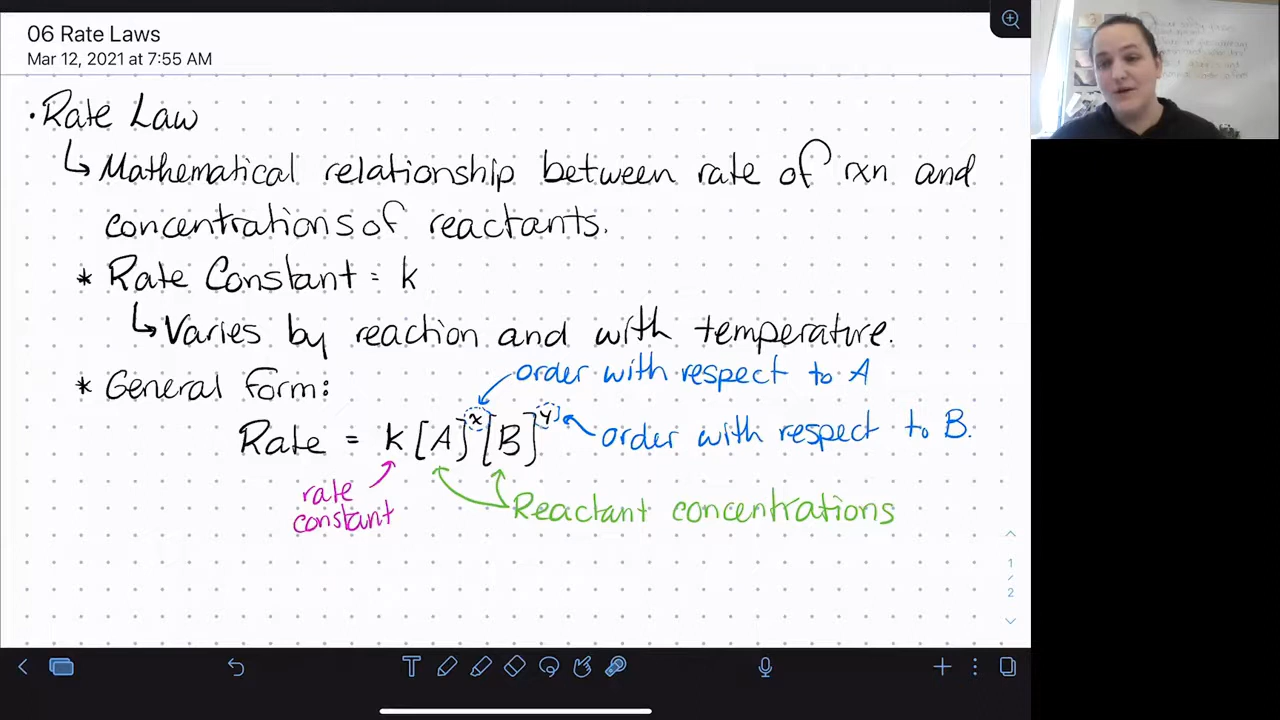 06 Rate Laws
Mar 12, 2021 at 7:55 AM
· Rate Law
↳ Mathematical relationship between rate of rxn and
concentrations of reactants.
* Rate Constant = k
↳ Varies by reaction and with temperature.
* General form:
order with respect to A
Rate = k[A]^x[B]^y
order with respect to B.
rate
constant
Reactant concentrations
1
/
2